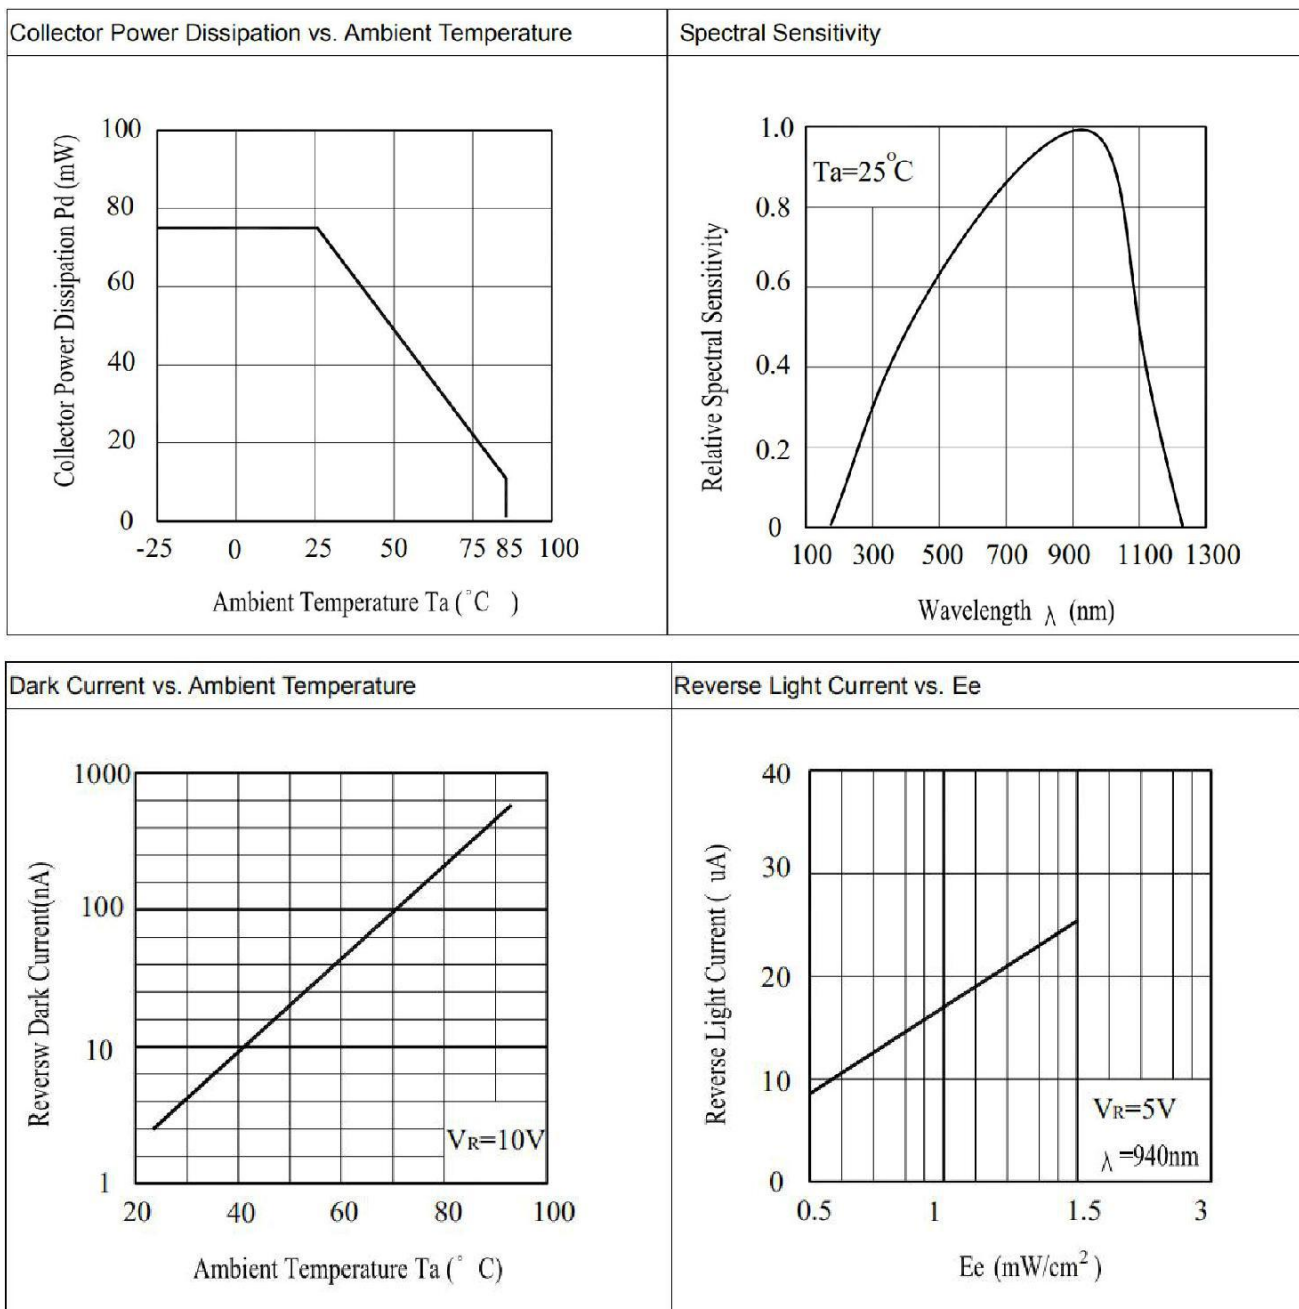 Collector Power Dissipation vs. Ambient Temperature
Collector Power Dissipation Pd (mW)
100
80
60
40
20
0
-25 0 25 50 75 85 100
Ambient Temperature Ta (°C )
Spectral Sensitivity
Relative Spectral Sensitivity
1.0
0.8
0.6
0.4
0.2
0
Ta=25°C
100 300 500 700 900 1100 1300
Wavelength λ (nm)
Dark Current vs. Ambient Temperature
Reversw Dark Current(nA)
1000
100
10
1
VR=10V
20 40 60 80 100
Ambient Temperature Ta (° C)
Reverse Light Current vs. Ee
Reverse Light Current ( uA)
40
30
20
10
0
VR=5V
λ =940nm
0.5 1 1.5 3
Ee (mW/cm²)